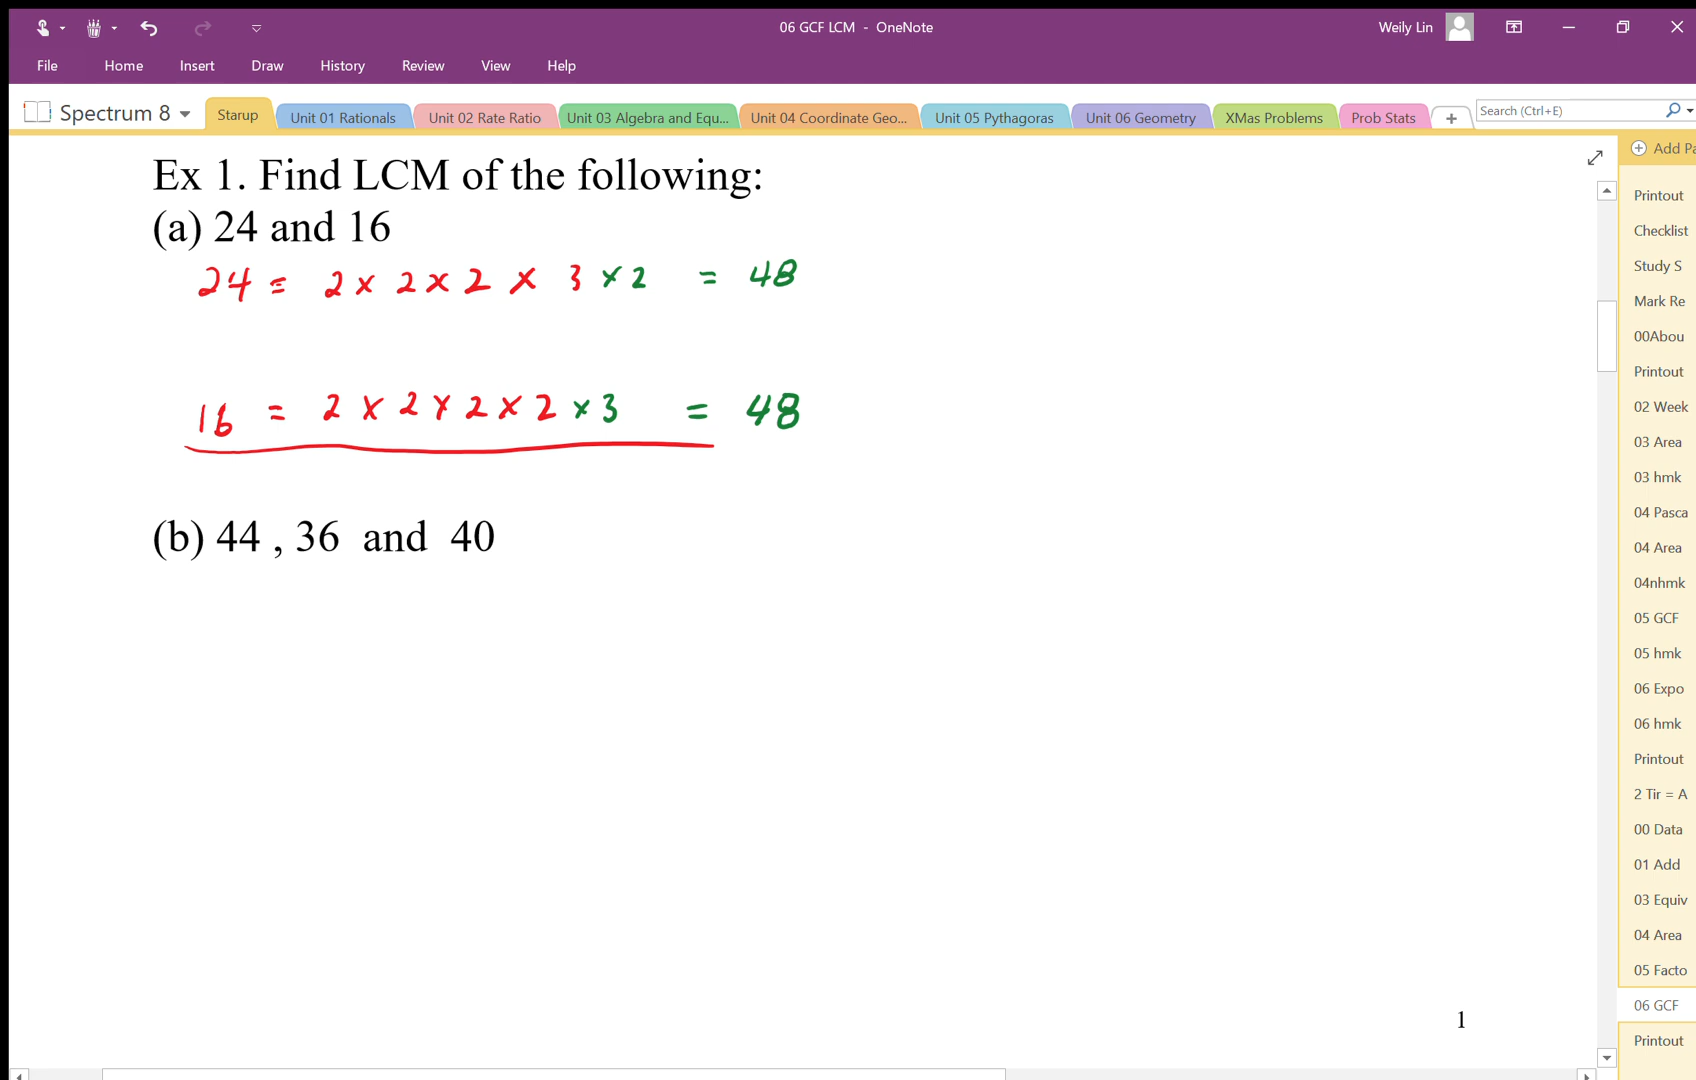 06 GCF LCM - OneNote
Weily Lin
File Home Insert Draw History Review View Help
Spectrum 8
Starup
Unit 01 Rationals
Unit 02 Rate Ratio
Unit 03 Algebra and Equ...
Unit 04 Coordinate Geo...
Unit 05 Pythagoras
Unit 06 Geometry
XMas Problems
Prob Stats
+
Search (Ctrl+E)
Ex 1. Find LCM of the following:
(a) 24 and 16
24 = 2 × 2 × 2 × 3 × 2 = 48
16 = 2 × 2 × 2 × 2 × 3 = 48
(b) 44 , 36 and 40
1
Add Pa
Printout
Checklist
Study S
Mark Re
00Abou
Printout
02 Week
03 Area
03 hmk
04 Pasca
04 Area
04nhmk
05 GCF
05 hmk
06 Expo
06 hmk
Printout
2 Tir = A
00 Data
01 Add
03 Equiv
04 Area
05 Facto
06 GCF
Printout